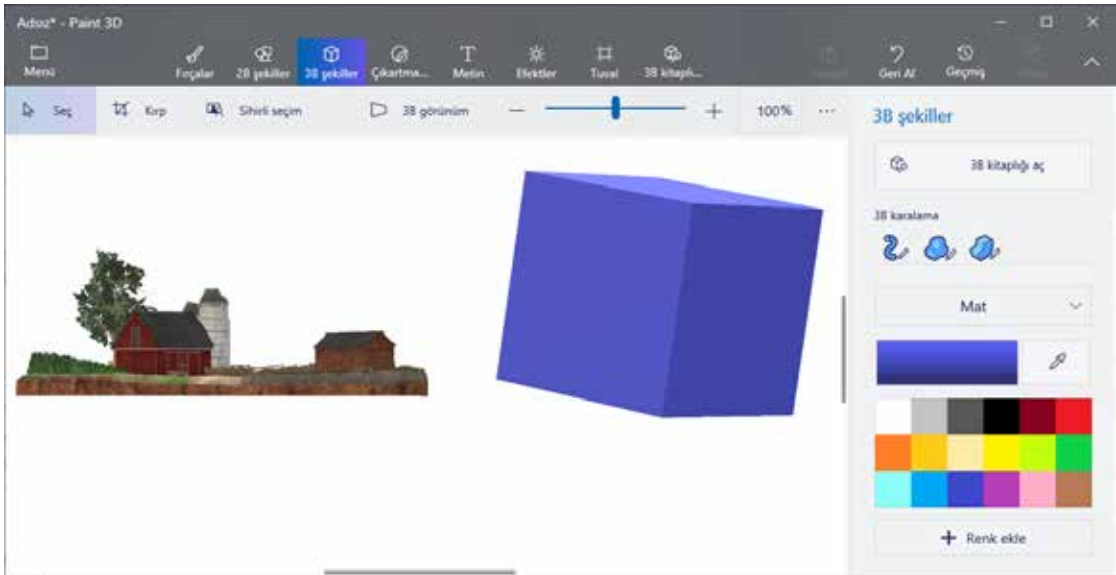 Adsız* - Paint 3D
Menü
Fırçalar
2B şekiller
3B şekiller
Çıkartma...
Metin
Efektler
Tuval
3B kitaplı...
Geri Al
Geçmiş
Seç
Kırp
Sihirli seçim
3B görünüm
100%
3B şekiller
3B kitaplığı aç
3B karalama
Mat
Renk ekle